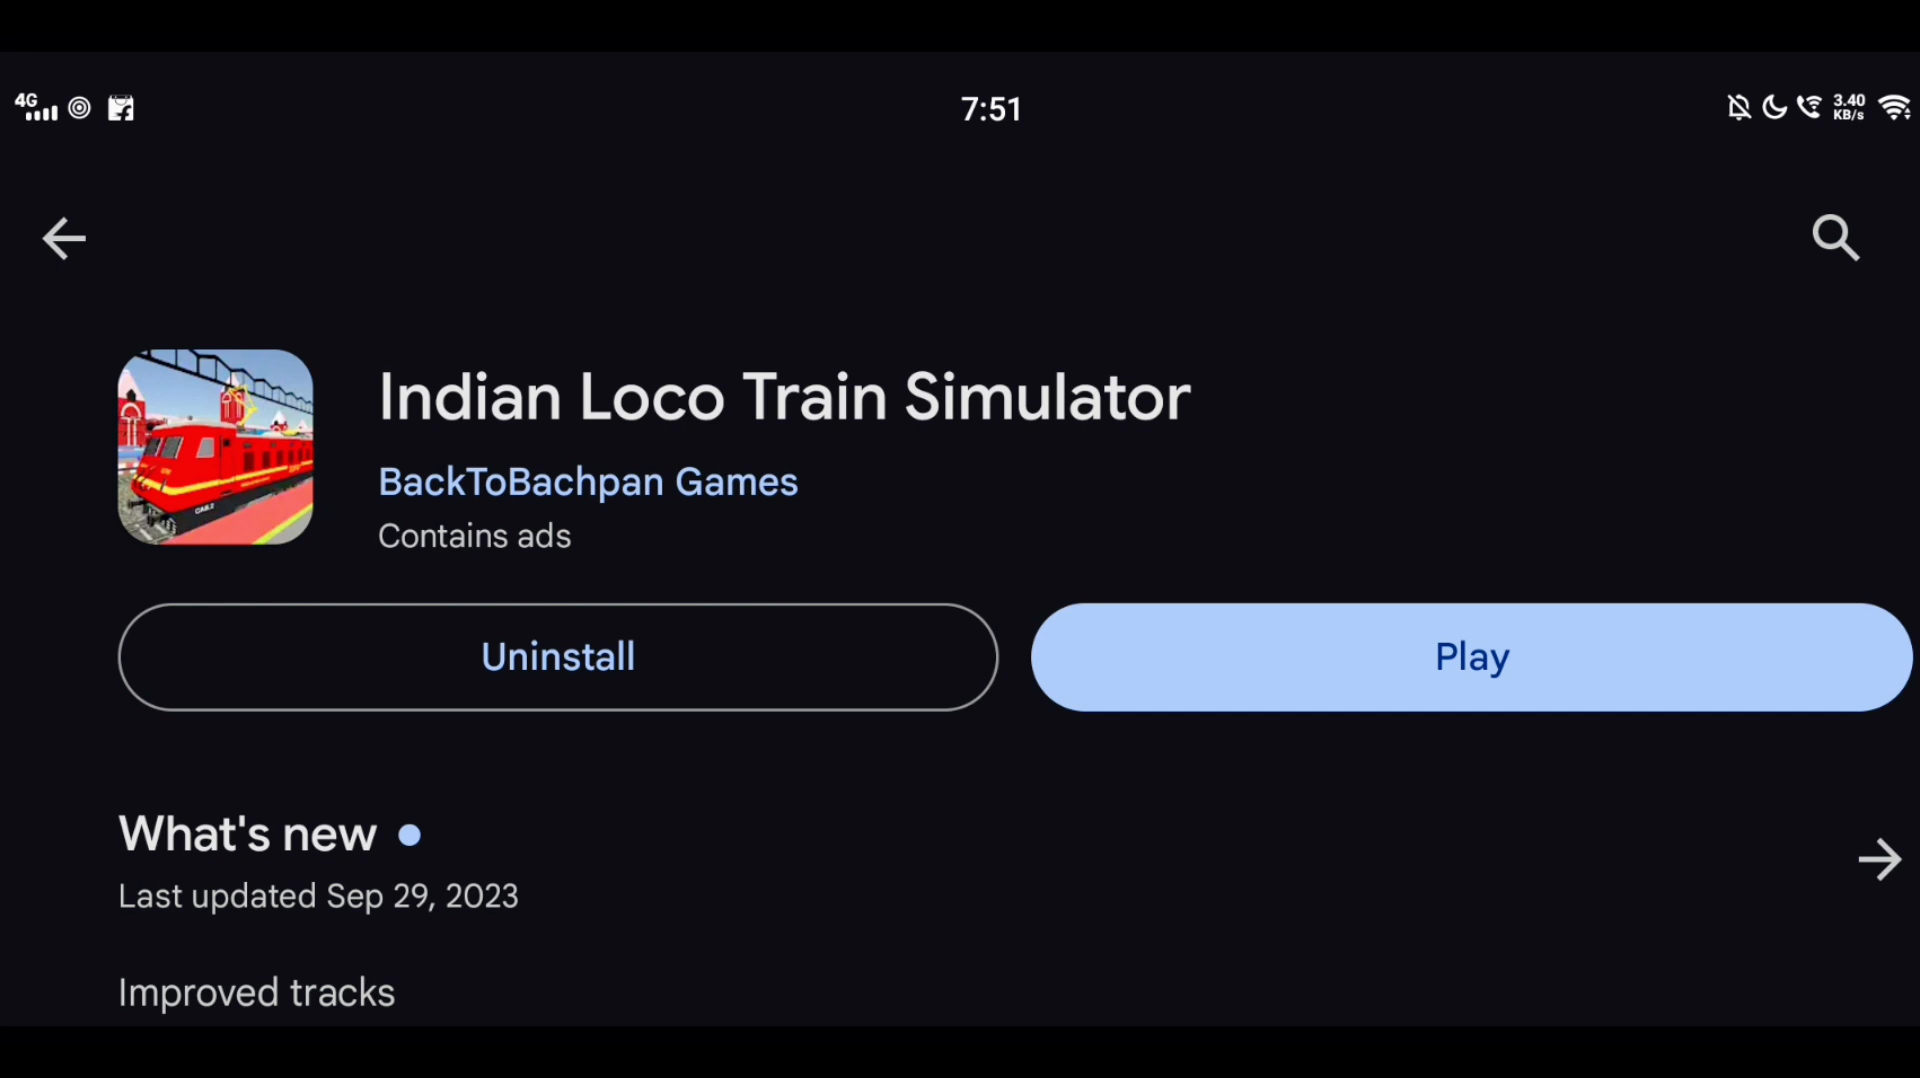 4G
7:51
3.40
KB/s
Indian Loco Train Simulator
BackToBachpan Games
Contains ads
Uninstall
Play
What's new
Last updated Sep 29, 2023
Improved tracks